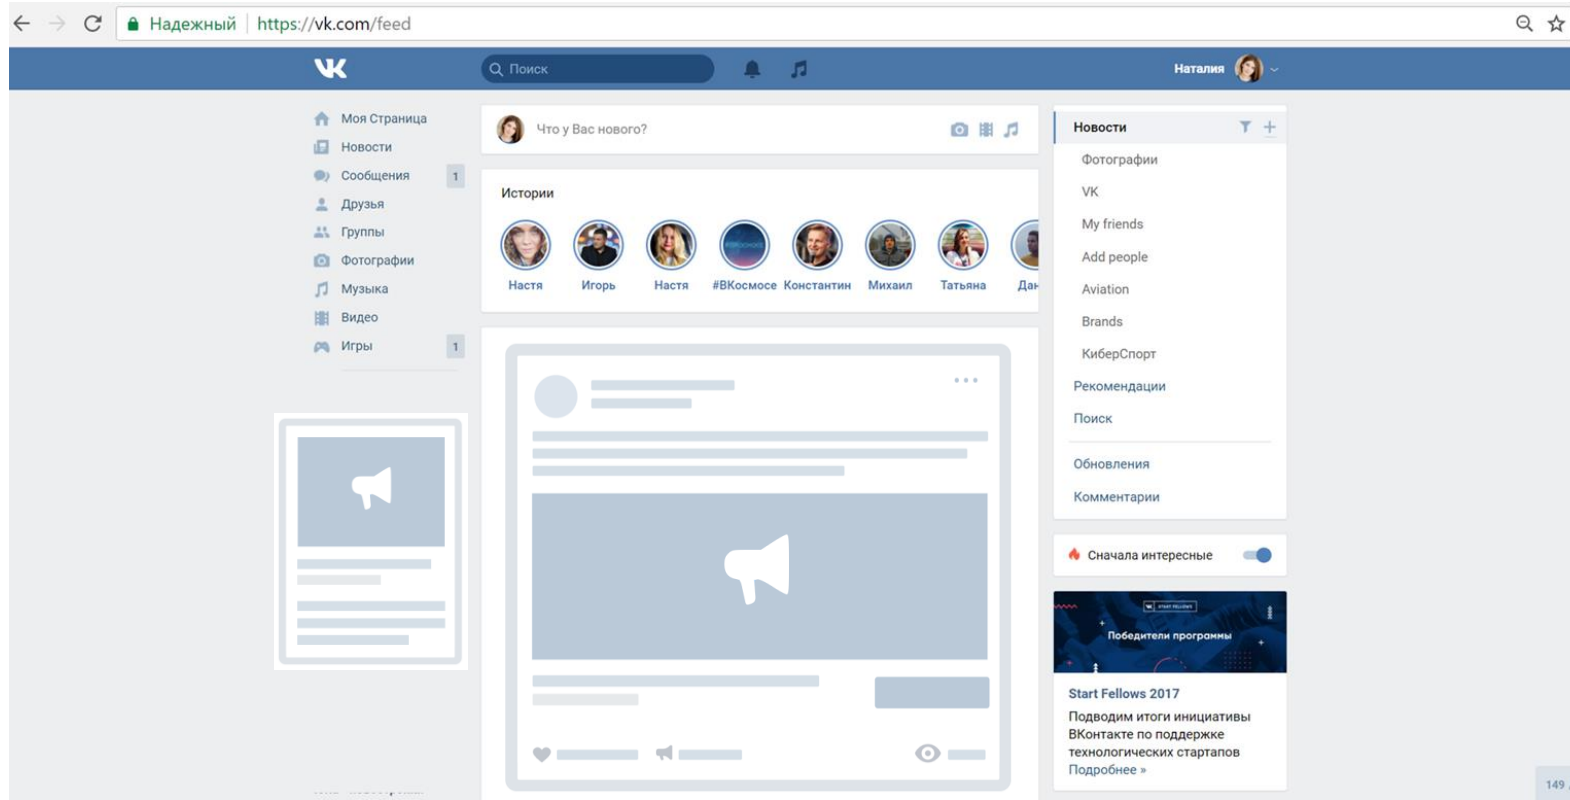 Надежный
https://vk.com/feed
Поиск
Наталия
Моя Страница
Новости
Сообщения 1
Друзья
Группы
Фотографии
Музыка
Видео
Игры 1
Что у Вас нового?
Истории
Настя Игорь Настя #ВКосмосе Константин Михаил Татьяна Дан
Новости
Фотографии
VK
My friends
Add people
Aviation
Brands
КиберСпорт
Рекомендации
Поиск
Обновления
Комментарии
Сначала интересные
START FELLOWS
Победители программы
Start Fellows 2017
Подводим итоги инициативы
ВКонтакте по поддержке
технологических стартапов
Подробнее »
149